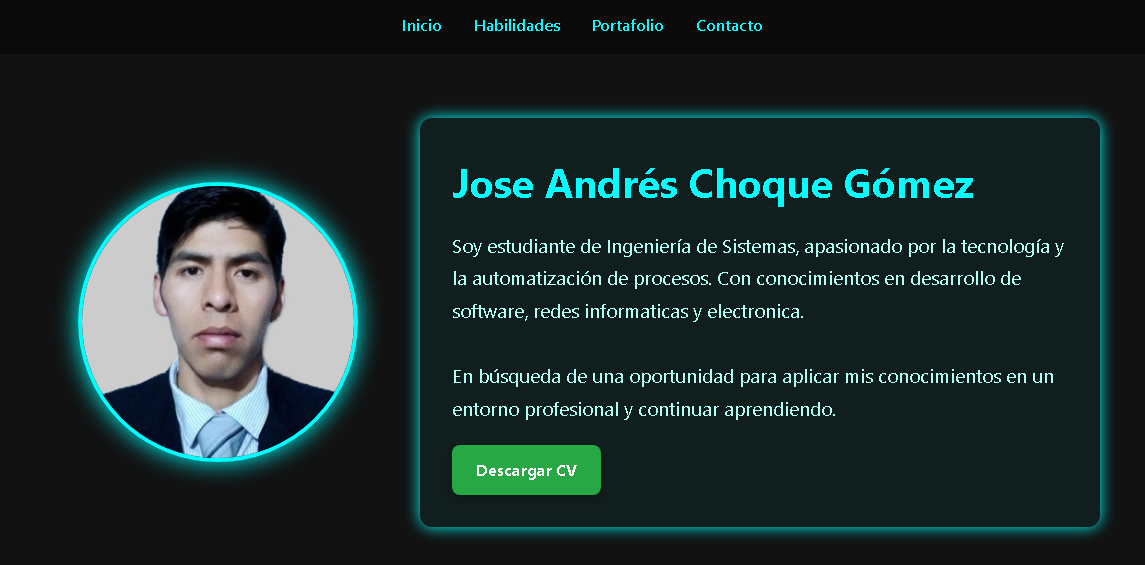 Inicio Habilidades Portafolio Contacto
Jose Andrés Choque Gómez
Soy estudiante de Ingeniería de Sistemas, apasionado por la tecnología y
la automatización de procesos. Con conocimientos en desarrollo de
software, redes informaticas y electronica.
En búsqueda de una oportunidad para aplicar mis conocimientos en un
entorno profesional y continuar aprendiendo.
Descargar CV